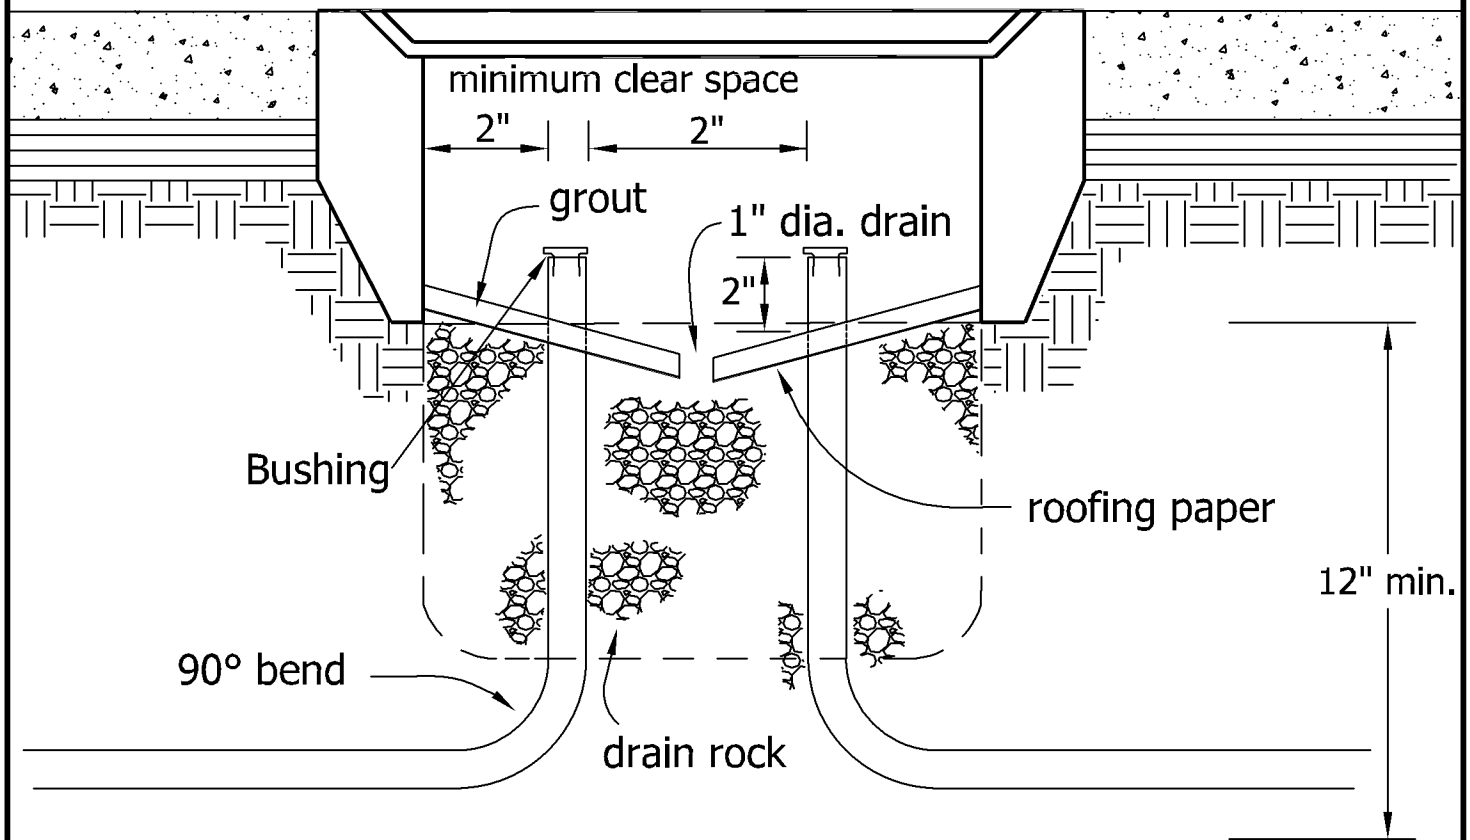 minimum clear space
2"
2"
grout
1" dia. drain
2"
Bushing
roofing paper
12" min.
90° bend
drain rock